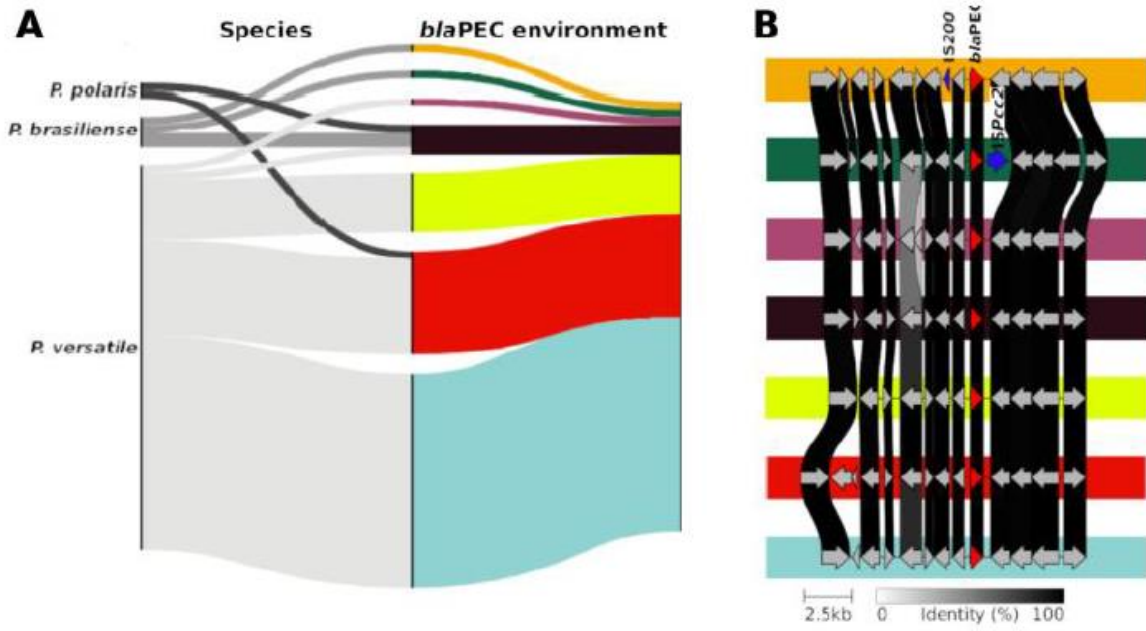 A
Species
blaPEC environment
P. polaris
P. brasiliense
P. versatile
B
IS200
blaPEC
ISPcc2
2.5kb
0
Identity (%)
100